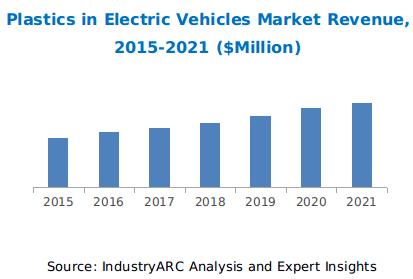 Plastics in Electric Vehicles Market Revenue,
2015-2021 ($Million)
2015 2016 2017 2018 2019 2020 2021
Source: IndustryARC Analysis and Expert Insights